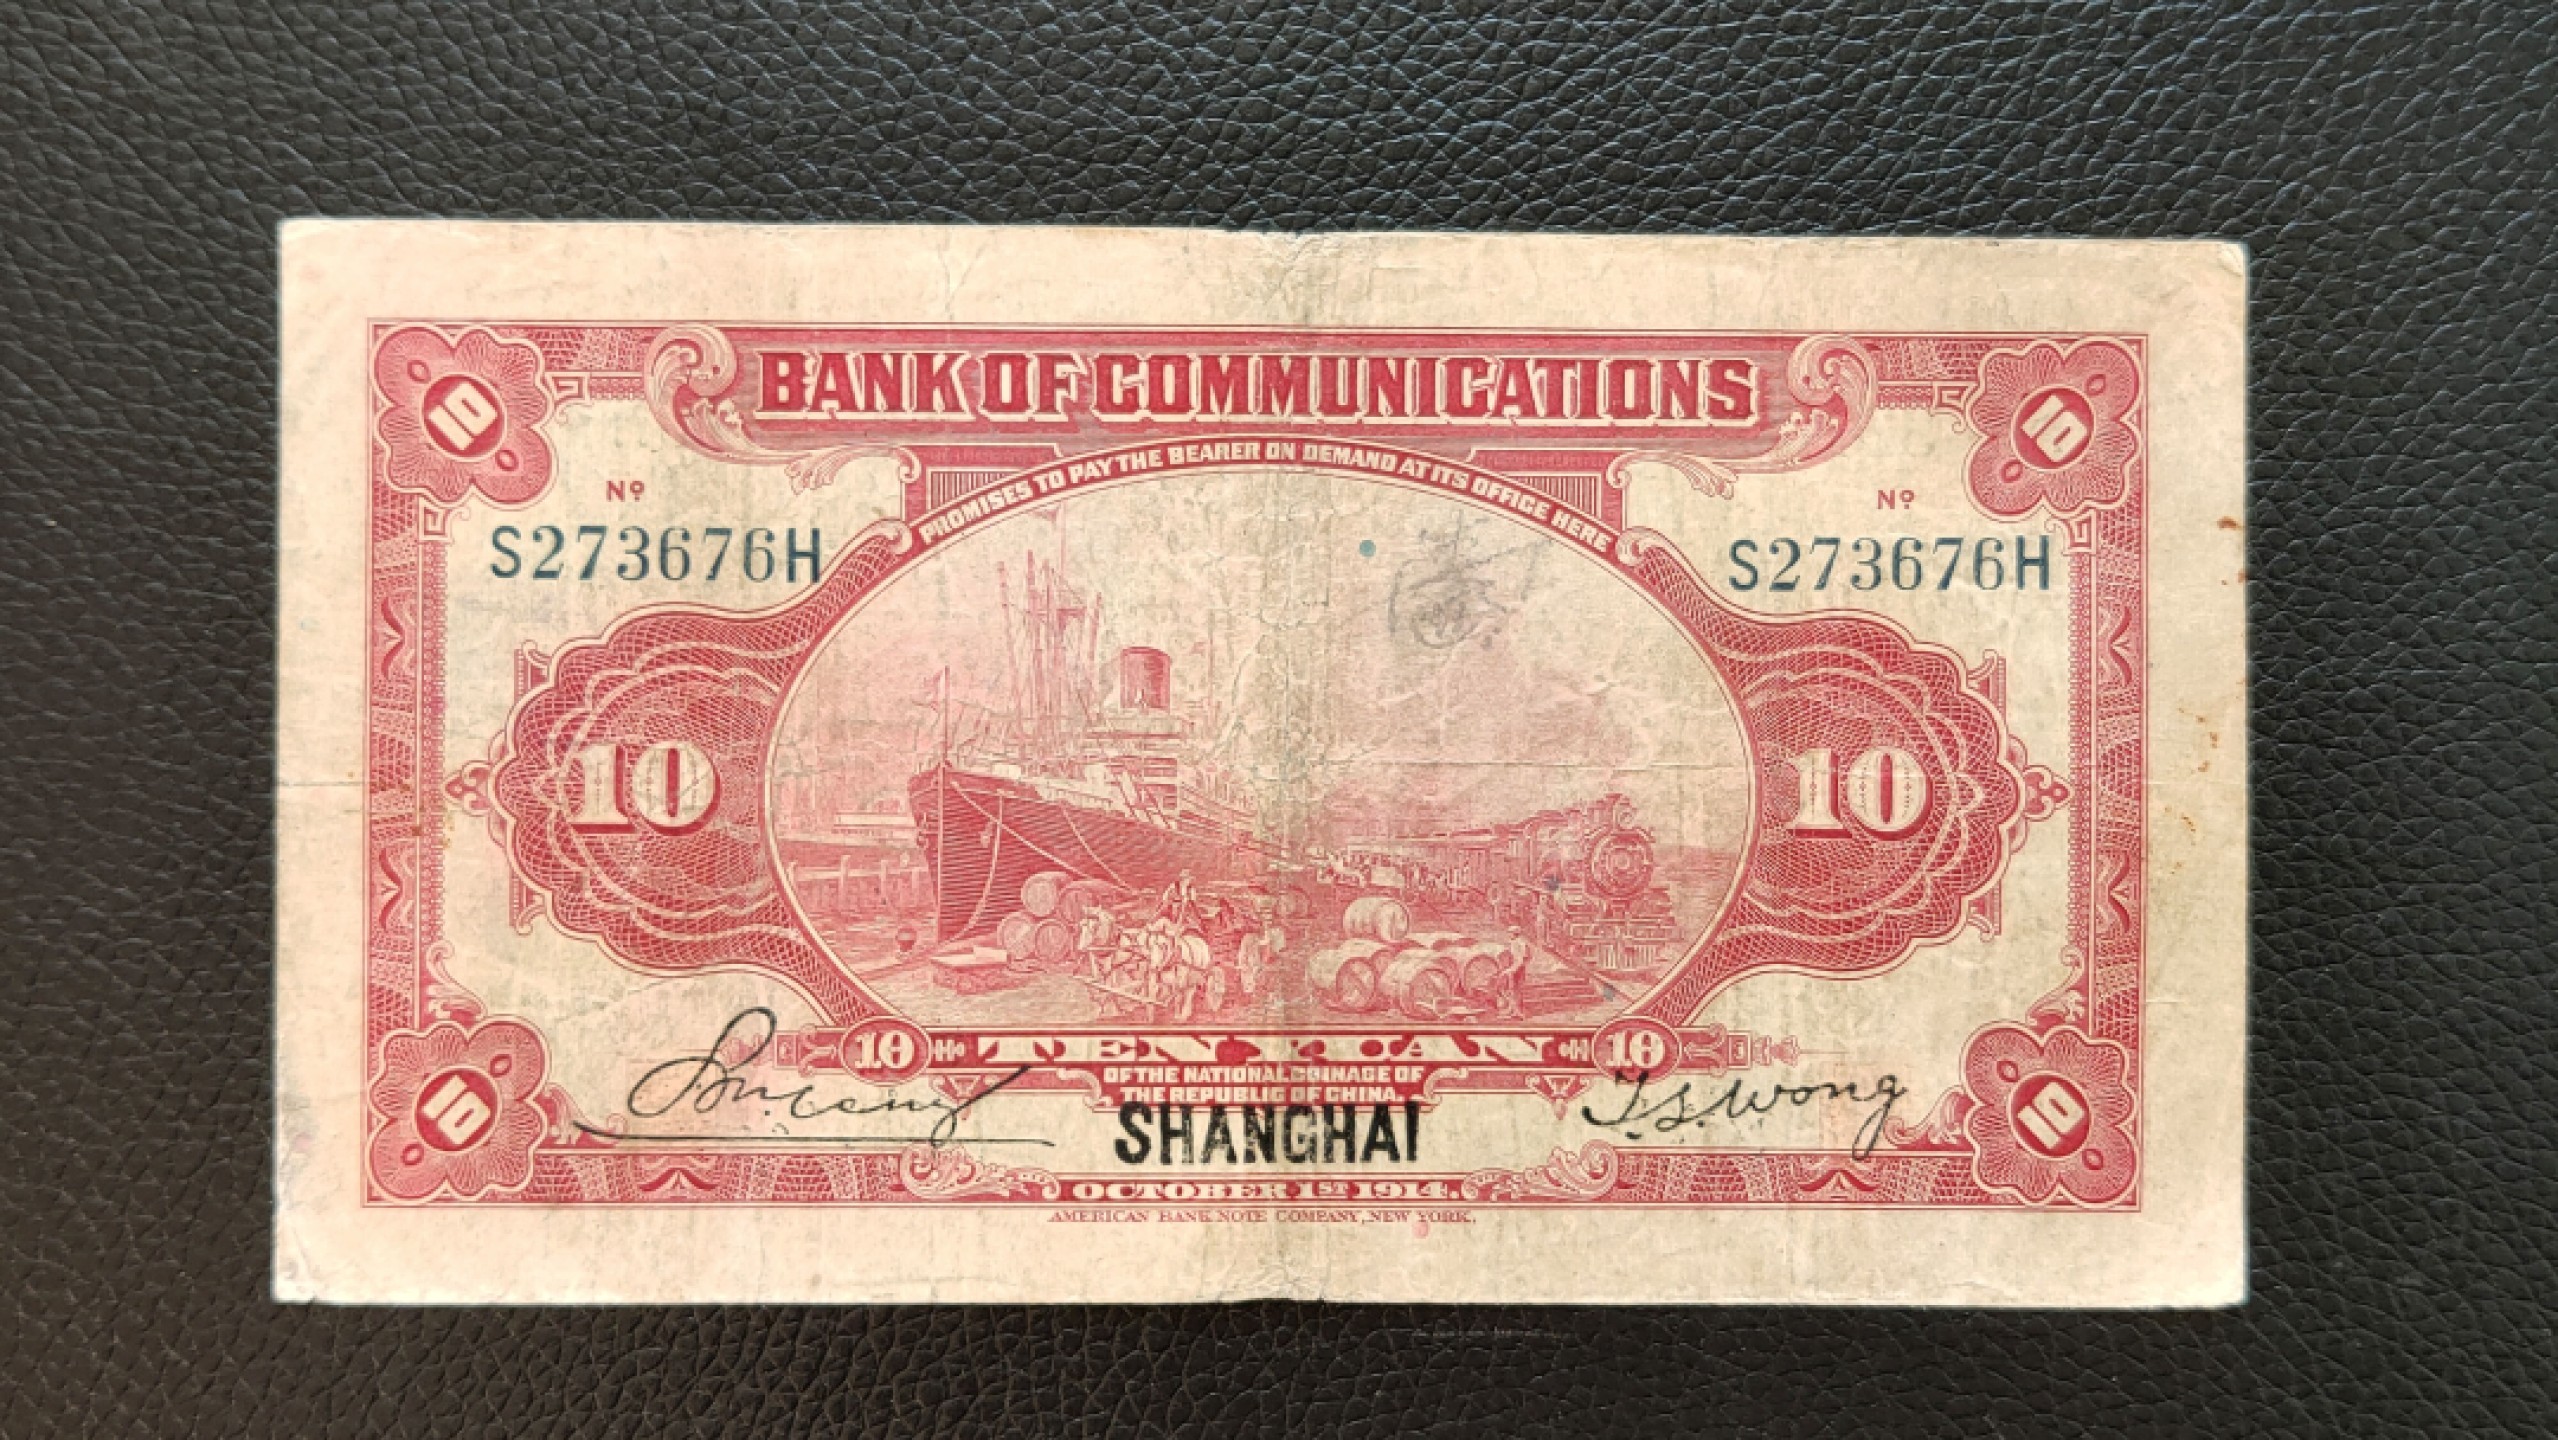 BANK OF COMMUNICATIONS
PROMISES TO PAY THE BEARER ON DEMAND AT ITS OFFICE HERE
10 10
Nº Nº
S273676H S273676H
10 10
10 TEN YUAN 10
OF THE NATIONAL COINAGE OF
THE REPUBLIC OF CHINA.
T.S. Wong
SHANGHAI
10 10
OCTOBER 1ST 1914.
AMERICAN BANK NOTE COMPANY, NEW YORK.